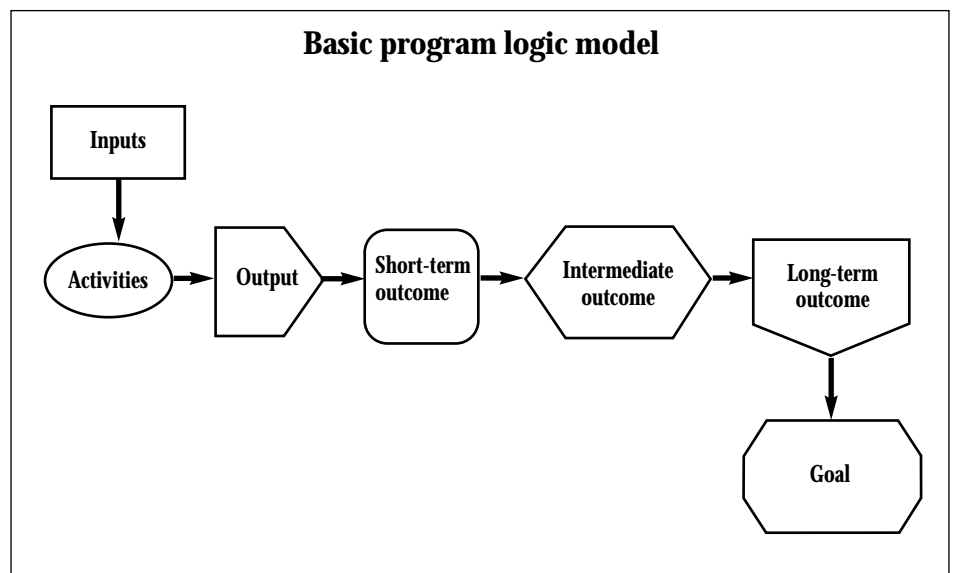 Basic program logic model
Inputs
Activities
Output
Short-term
outcome
Intermediate
outcome
Long-term
outcome
Goal